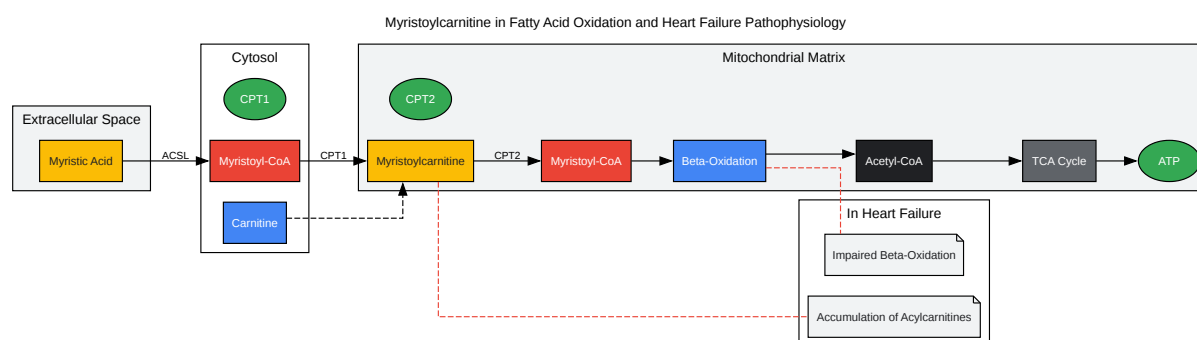 Myristoylcarnitine in Fatty Acid Oxidation and Heart Failure Pathophysiology
Cytosol
Mitochondrial Matrix
CPT1
CPT2
Extracellular Space
Myristic Acid
ACSL
Myristoyl-CoA
CPT1
Myristoylcarnitine
CPT2
Myristoyl-CoA
Beta-Oxidation
Acetyl-CoA
TCA Cycle
ATP
Carnitine
In Heart Failure
Impaired Beta-Oxidation
Accumulation of Acylcarnitines